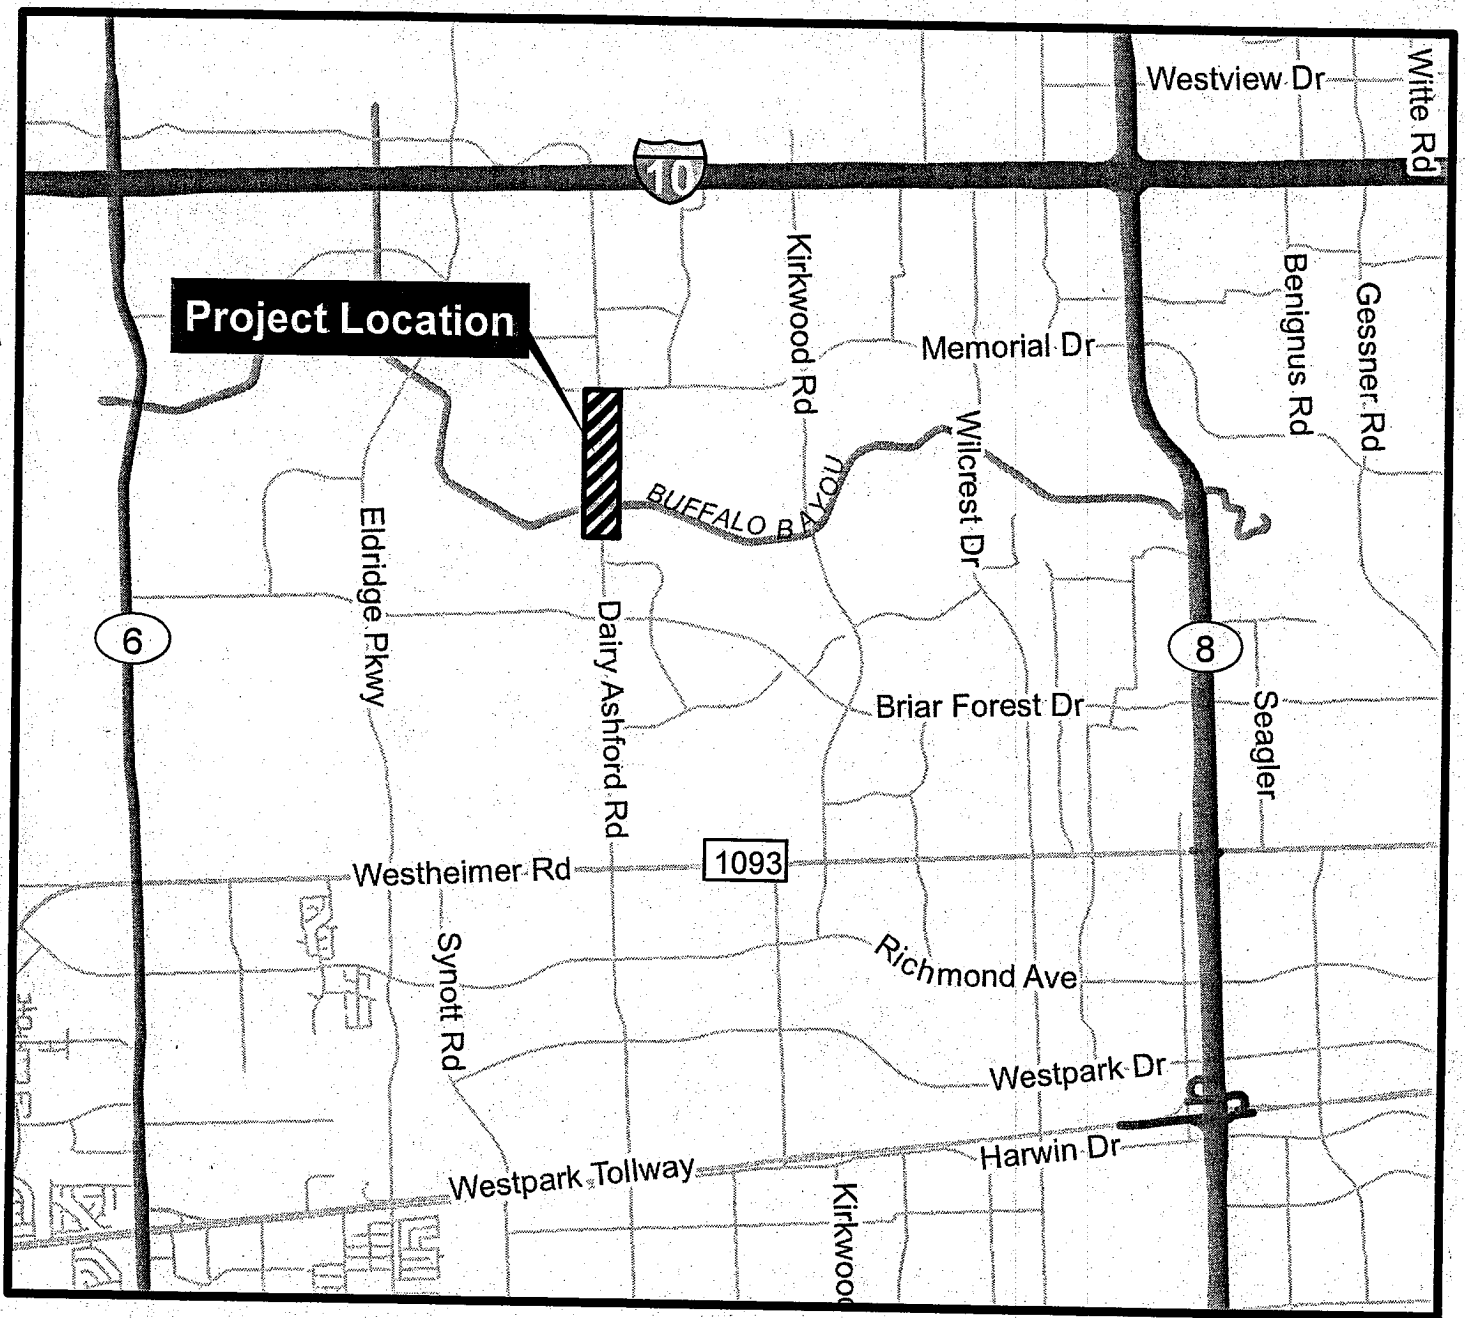 Westview Dr
Witte Rd
10
Kirkwood Rd
Benignus Rd
Gessner Rd
Project Location
Memorial Dr
Wilcrest Dr
BUFFALO BAYOU
Eldridge Pkwy
Dairy Ashford Rd
6
8
Briar Forest Dr
Seagler
Westheimer Rd
1093
Synott Rd
Richmond Ave
Westpark Dr
Harwin Dr
Westpark Tollway
Kirkwood